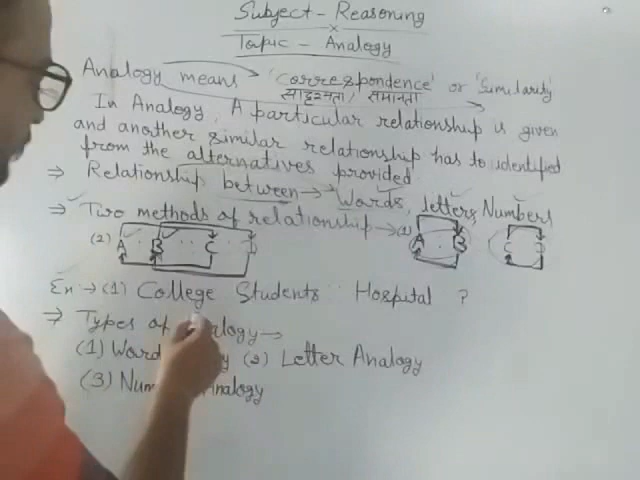 Subject - Reasoning
Topic - Analogy
Analogy means 'correspondence' or 'Similarity'
सादृश्यता / समानता
In Analogy, A particular relationship is given
and another similar relationship has to identified
from the alternatives provided
⇒ Relationship between → Words, letters, Numbers
⇒ Two methods of relationship → (1) A B C D
(2) A B C D
Ex → (1) College Students Hospital ?
⇒ Types of →
(1) Word (2) Letter Analogy
(3) Analogy